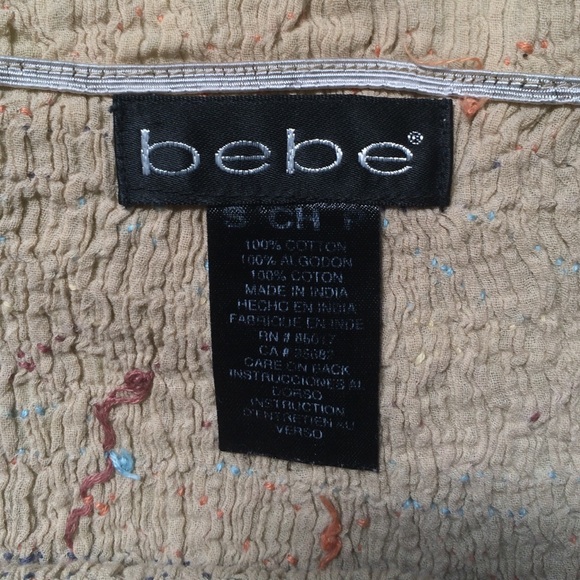 bebe®
S CH P
100% COTTON
100% ALGODON
100% COTON
MADE IN INDIA
HECHO EN INDIA
FABRIQUE EN INDE
RN # 85017
CA #
CARE ON BACK
INSTRUCCIONES AL
DORSO
INSTRUCTION
D'ENTRETIEN AU
VERSO